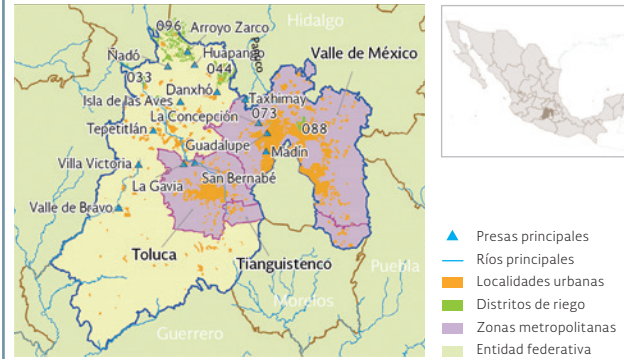 Hidalgo
096
Arroyo Zarco
Pánuco
Ñadó
Huapango
Valle de México
033
044
Danxhó
Taxhimay
Isla de las Aves
La Concepción
073
088
Tepetitlán
Guadalupe
Madín
Villa Victoria
San Bernabé
La Gavia
Valle de Bravo
Toluca
Tianguistenco
Puebla
Morelos
Guerrero
Presas principales
Ríos principales
Localidades urbanas
Distritos de riego
Zonas metropolitanas
Entidad federativa